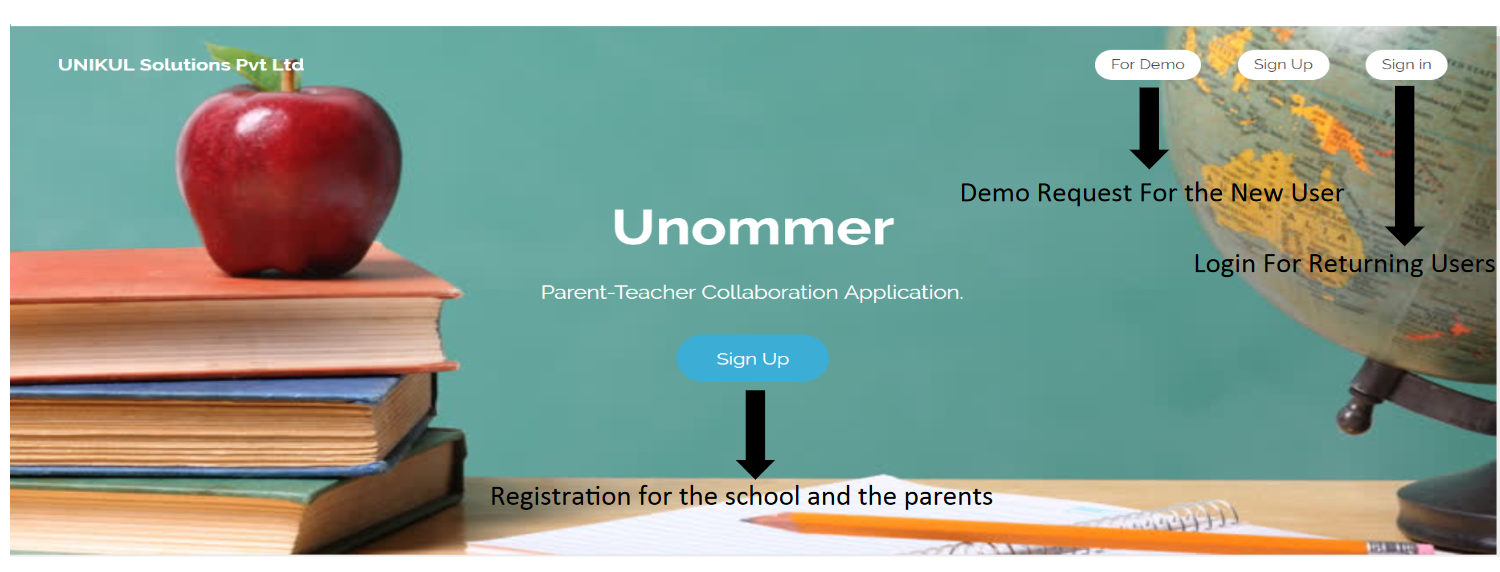 UNIKUL Solutions Pvt Ltd
For Demo
Sign Up
Sign in
Demo Request For the New User
Unommer
Login For Returning Users
Parent-Teacher Collaboration Application.
Sign Up
Registration for the school and the parents